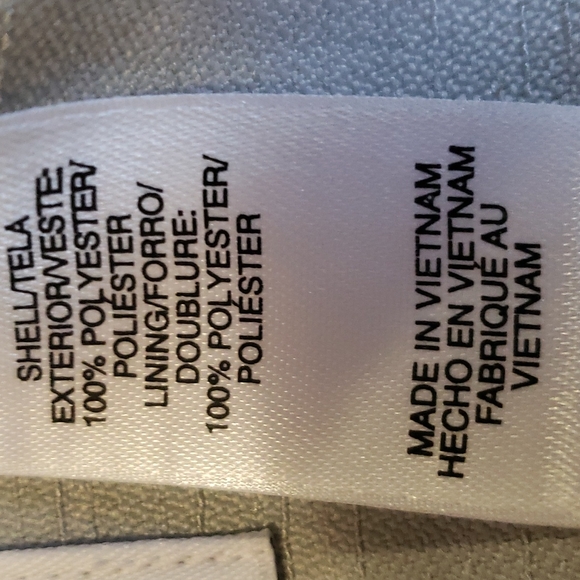 SHELL/TELA
EXTERIOR/VESTE:
100% POLYESTER/
POLIÉSTER
LINING/FORRO/
DOUBLURE:
100% POLYESTER/
POLIÉSTER
MADE IN VIETNAM
HECHO EN VIETNAM
FABRIQUÉ AU
VIETNAM